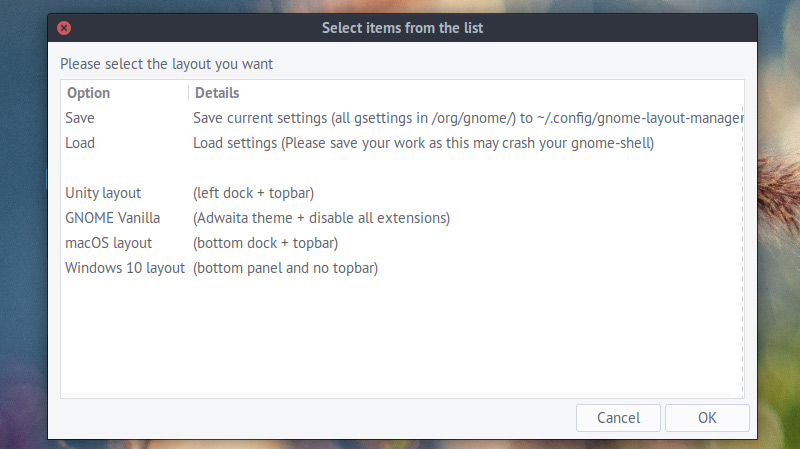 Select items from the list
Please select the layout you want
Option Details
Save Save current settings (all gsettings in /org/gnome/) to ~/.config/gnome-layout-manager
Load Load settings (Please save your work as this may crash your gnome-shell)
Unity layout (left dock + topbar)
GNOME Vanilla (Adwaita theme + disable all extensions)
macOS layout (bottom dock + topbar)
Windows 10 layout (bottom panel and no topbar)
Cancel OK